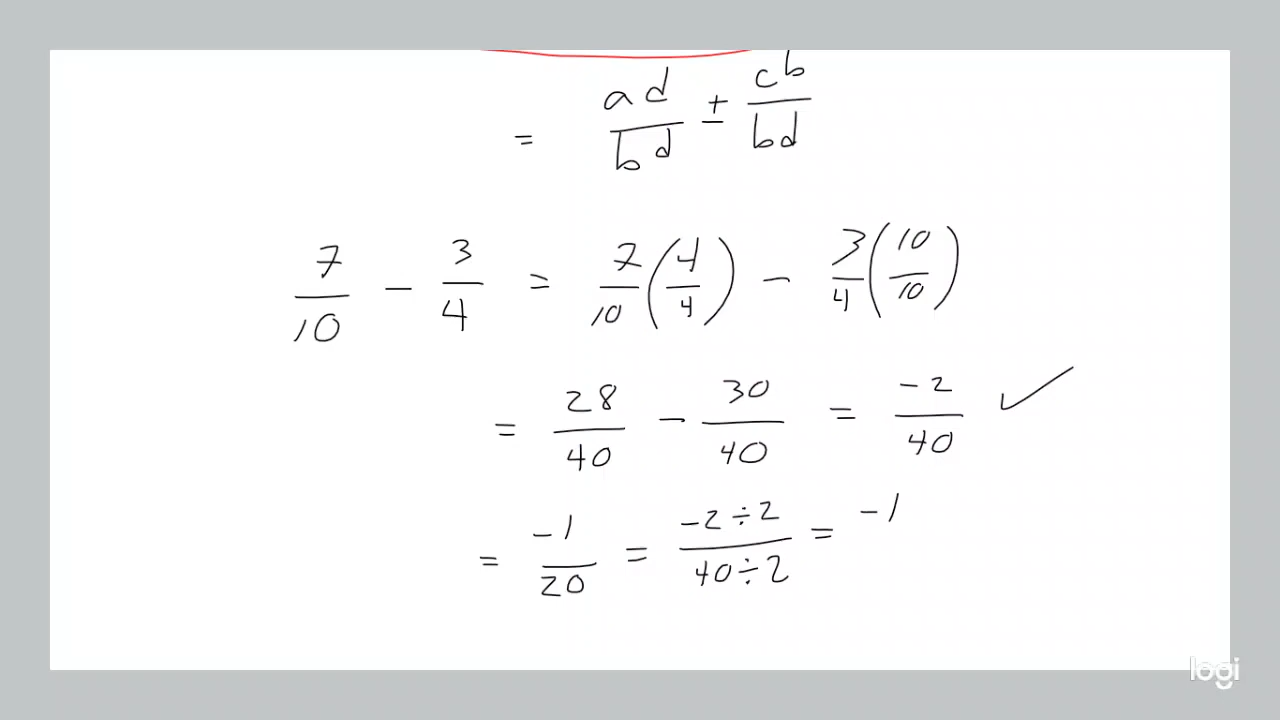 = ad/bd ± cb/bd
7/10 - 3/4 = 7/10 (4/4) - 3/4 (10/10)
= 28/40 - 30/40 = -2/40 ✓
= -1/20 = -2÷2/40÷2 = -1
logi